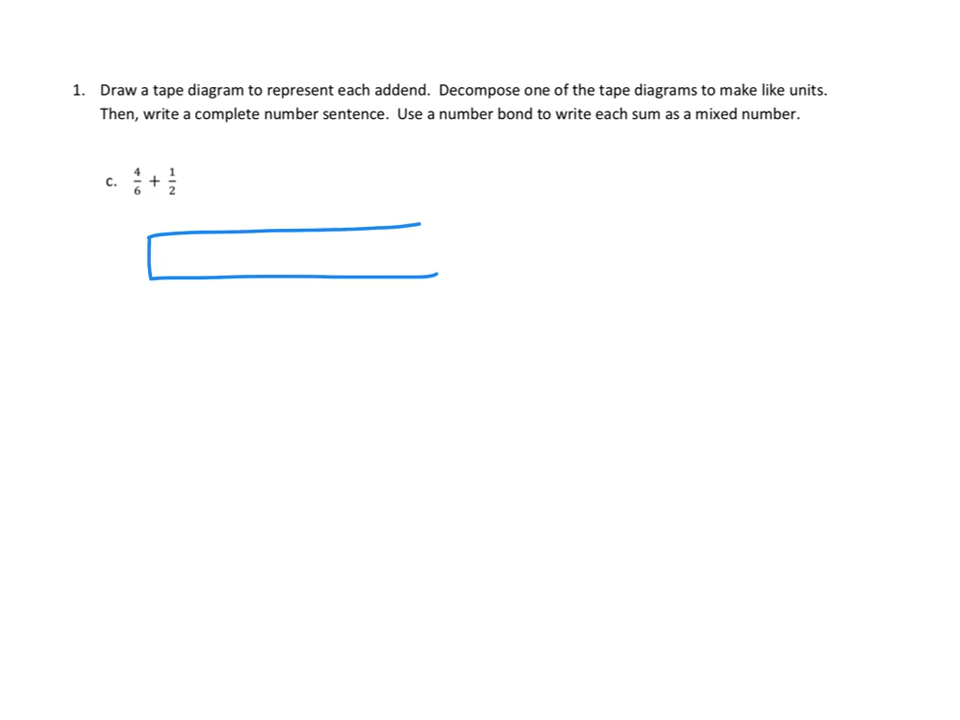 1. Draw a tape diagram to represent each addend. Decompose one of the tape diagrams to make like units.
Then, write a complete number sentence. Use a number bond to write each sum as a mixed number.
c. 4/6 + 1/2